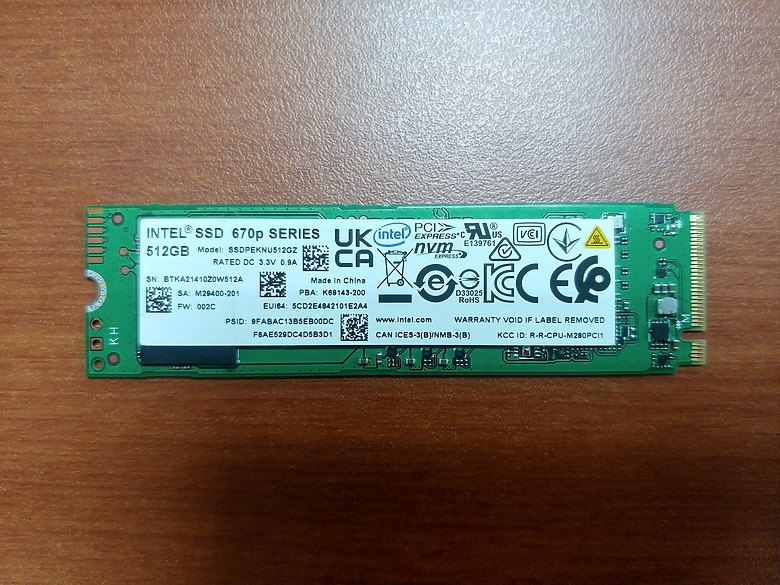 INTEL® SSD 670p SERIES
512GB Model: SSDPEKNU512GZ
RATED DC 3.3V 0.9A
SN: BTKA21410Z0W512A
SA: M29400-201
FW: 002C
Made in China
PBA: K69143-200
EUI64: 5CD2E4842101E2A4
PSID: 9FABAC13B5EB00DC
F6AE529DC4D5B3D1
UK
CA
intel
PCI
EXPRESS®
nvm
EXPRESS
c UL US
E139761
VCI
D33025
RoHS
www.intel.com
WARRANTY VOID IF LABEL REMOVED
CAN ICES-3(B)/NMB-3(B)
KCC ID: R-R-CPU-M280PCI1
KH